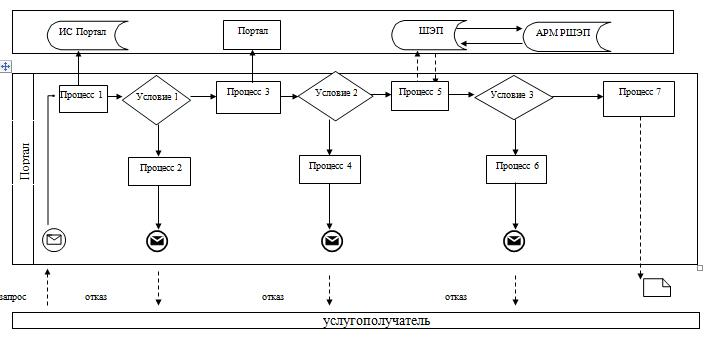 ИС Портал
Портал
ШЭП
АРМ РШЭП
Портал
Процесс 1
Условие 1
Процесс 3
Условие 2
Процесс 5
Условие 3
Процесс 7
Процесс 2
Процесс 4
Процесс 6
запрос
отказ
отказ
отказ
услугополучатель